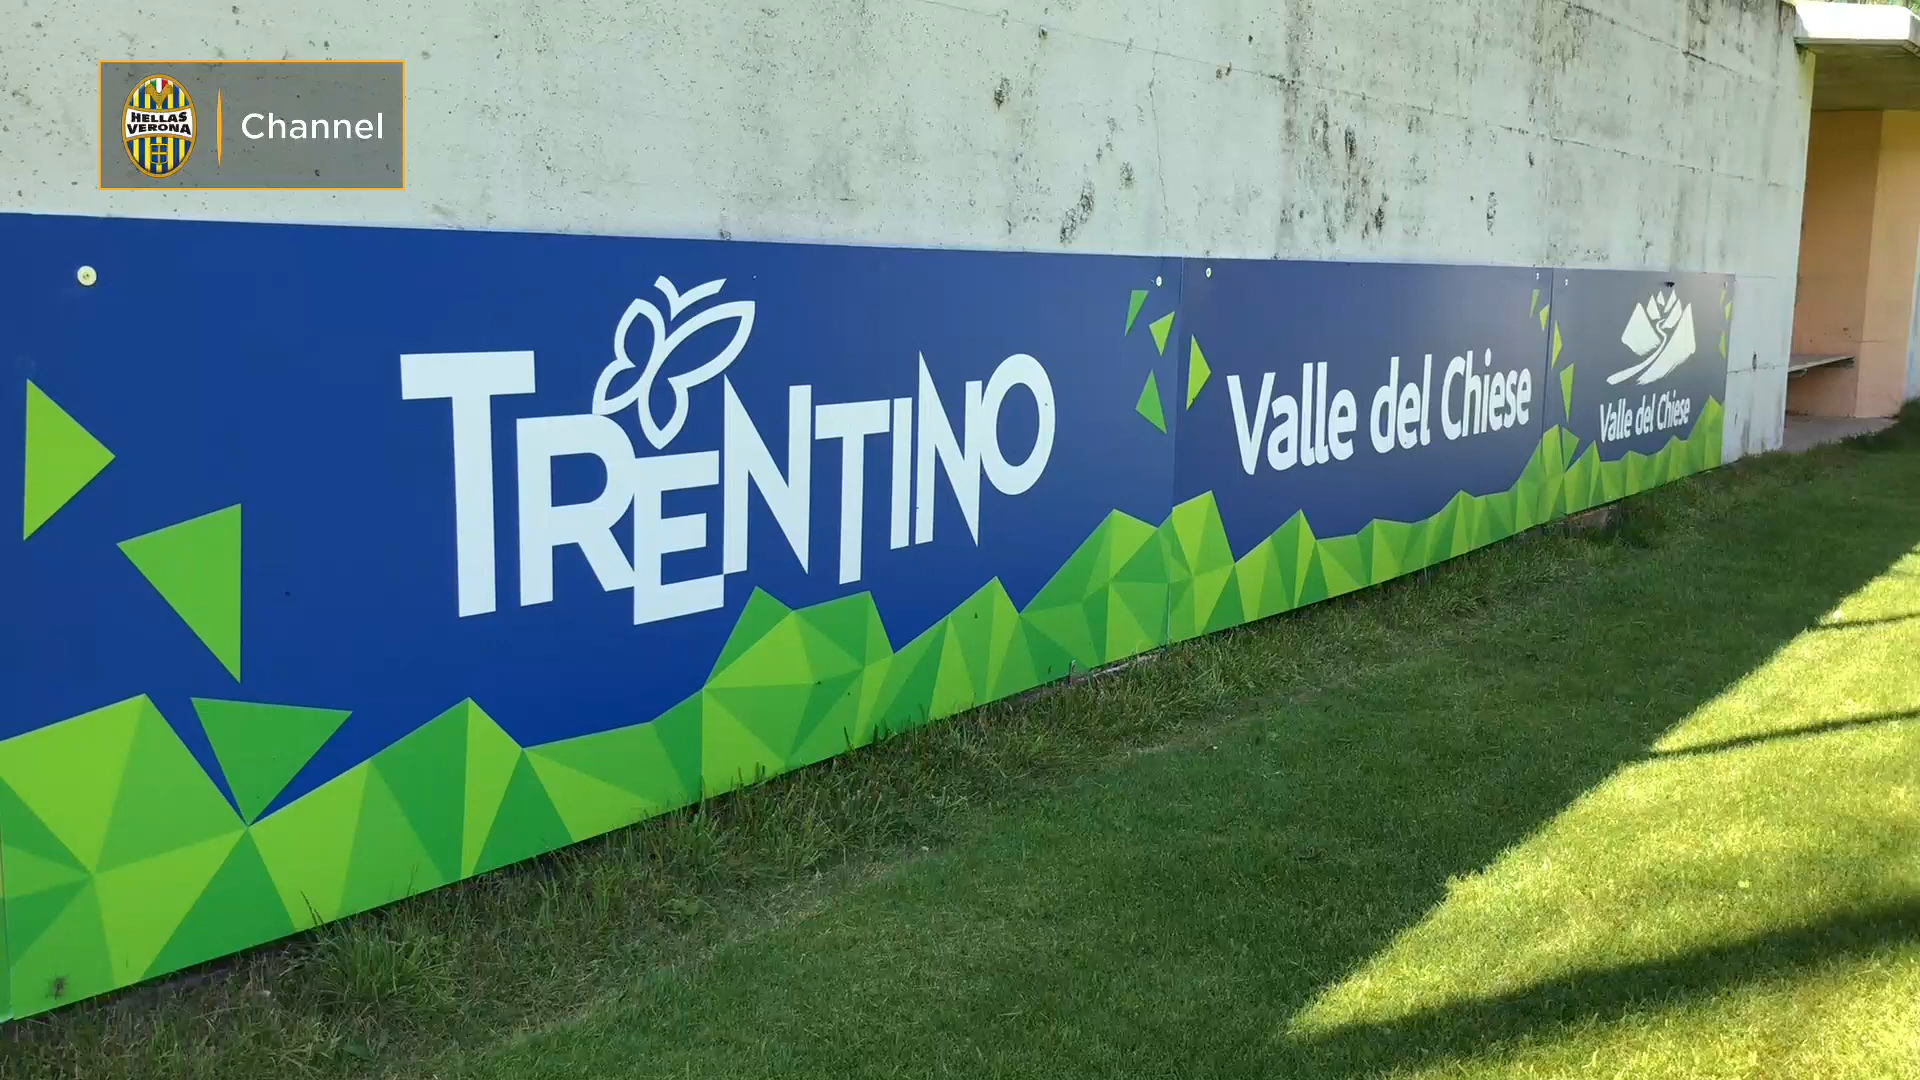 HELLAS
VERONA
Channel
TRENTINO
Valle del Chiese
Valle del Chiese